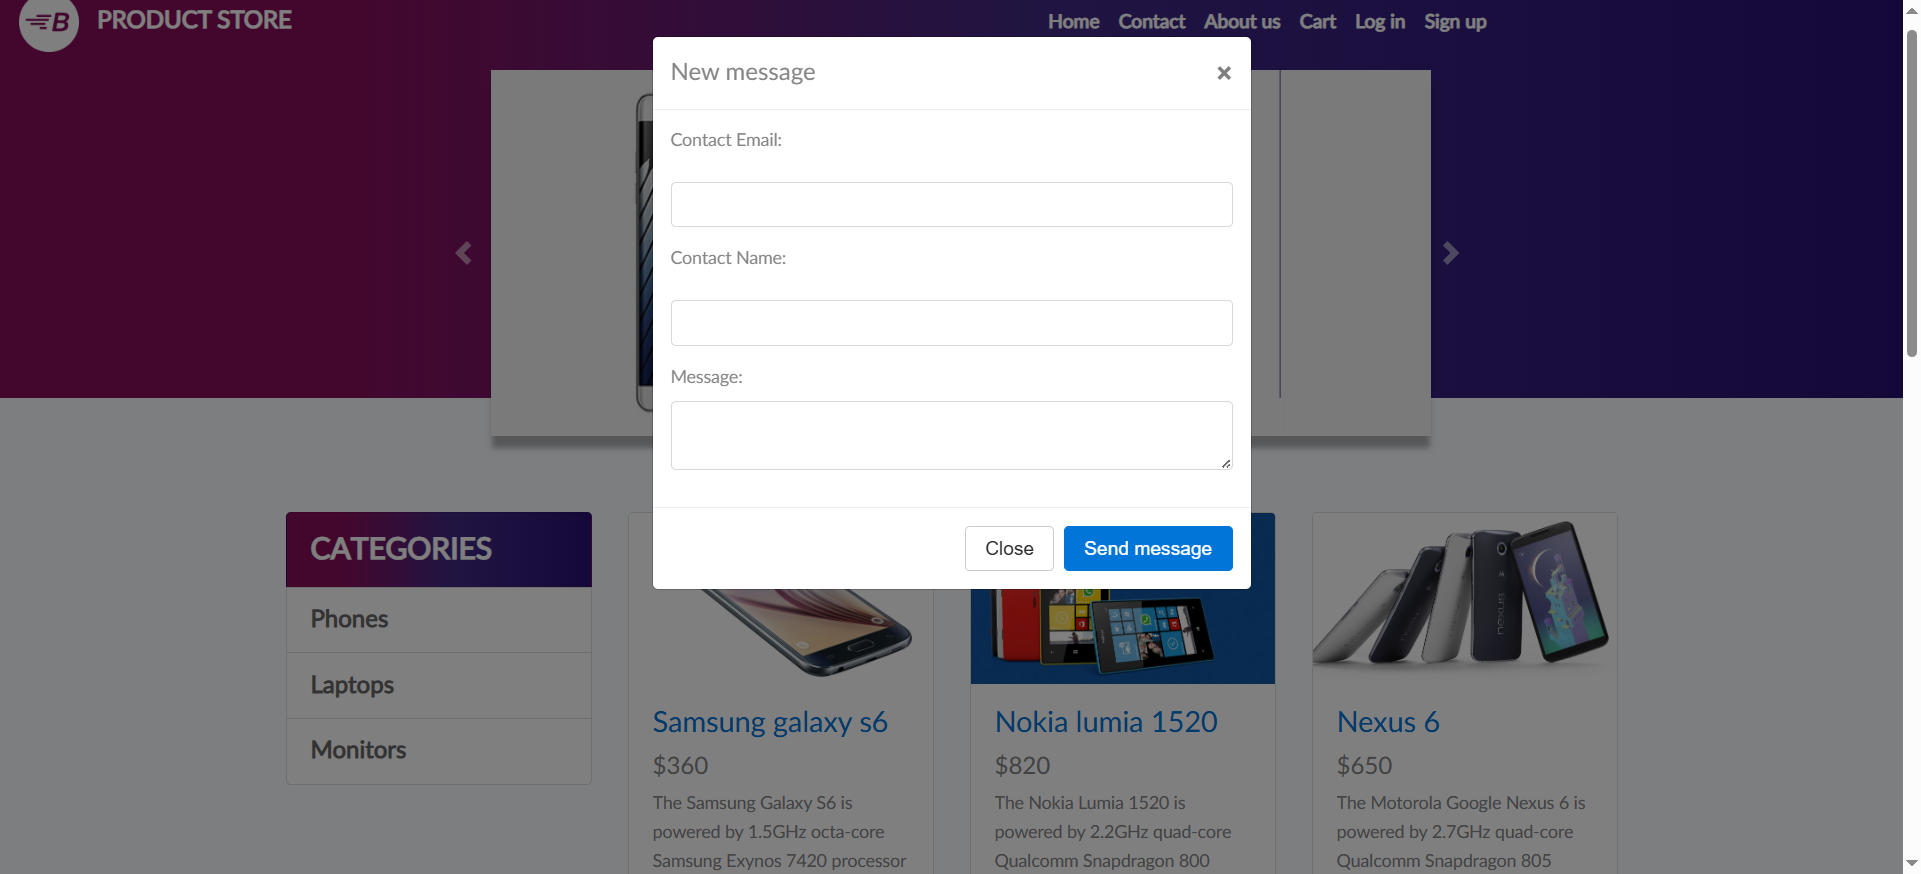 B
PRODUCT STORE
Home Contact About us Cart Log in Sign up
New message
×
Contact Email:
Contact Name:
Message:
Close
Send message
CATEGORIES
Phones
Laptops
Monitors
Samsung galaxy s6
$360
The Samsung Galaxy S6 is
powered by 1.5GHz octa-core
Samsung Exynos 7420 processor
Nokia lumia 1520
$820
The Nokia Lumia 1520 is
powered by 2.2GHz quad-core
Qualcomm Snapdragon 800
Nexus 6
$650
The Motorola Google Nexus 6 is
powered by 2.7GHz quad-core
Qualcomm Snapdragon 805